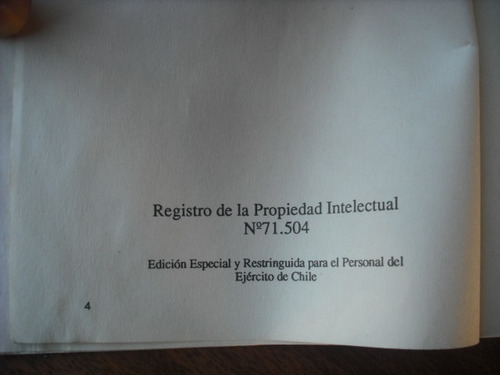 Registro de la Propiedad Intelectual
Nº71.504
Edición Especial y Restringuida para el Personal del
Ejército de Chile
4